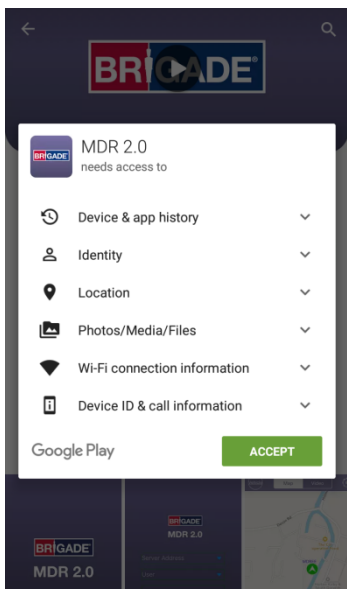 BRIGADE
BRIGADE
MDR 2.0
needs access to
Device & app history
Identity
Location
Photos/Media/Files
Wi-Fi connection information
Device ID & call information
Google Play
ACCEPT
BRIGADE
MDR 2.0
BRIGADE
MDR 2.0